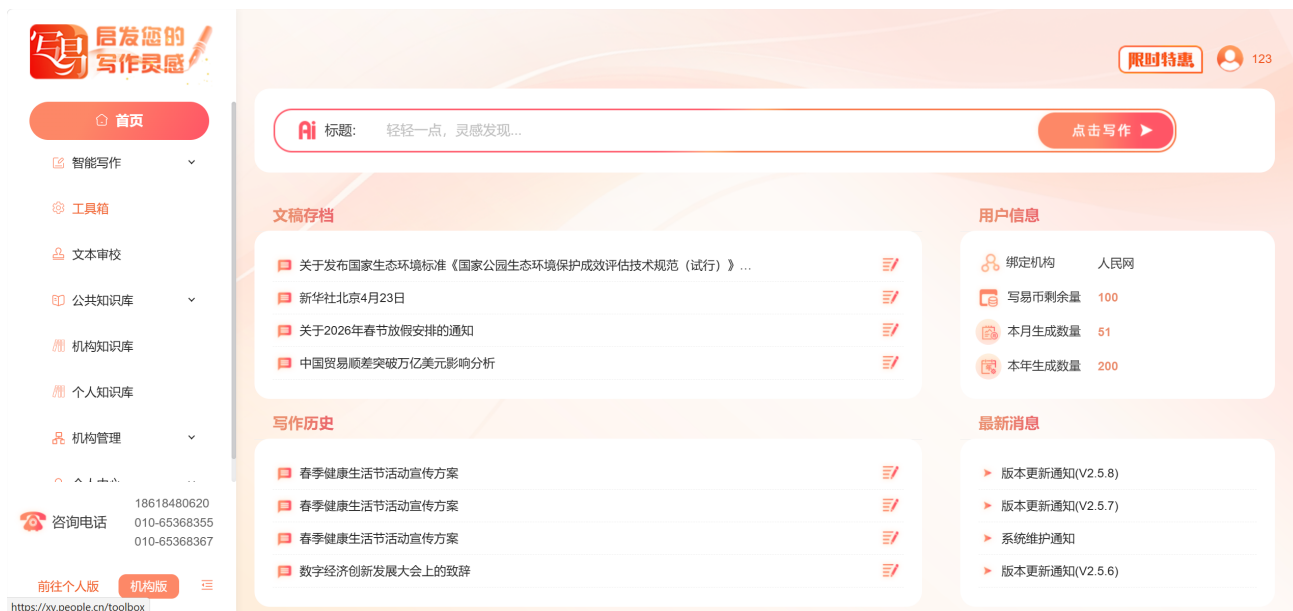 写易
启发您的
写作灵感
首页
智能写作
工具箱
文本审校
公共知识库
机构知识库
个人知识库
机构管理
咨询电话
18618480620
010-65368355
010-65368367
前往个人版
机构版
https://xy.people.cn/toolbox
限时特惠
123
Ai 标题: 轻轻一点，灵感发现...
点击写作
文稿存档
关于发布国家生态环境标准《国家公园生态环境保护成效评估技术规范（试行）》...
新华社北京4月23日
关于2026年春节放假安排的通知
中国贸易顺差突破万亿美元影响分析
用户信息
绑定机构 人民网
写易币剩余量 100
本月生成数量 51
本年生成数量 200
写作历史
春季健康生活节活动宣传方案
春季健康生活节活动宣传方案
春季健康生活节活动宣传方案
数字经济创新发展大会上的致辞
最新消息
版本更新通知(V2.5.8)
版本更新通知(V2.5.7)
系统维护通知
版本更新通知(V2.5.6)